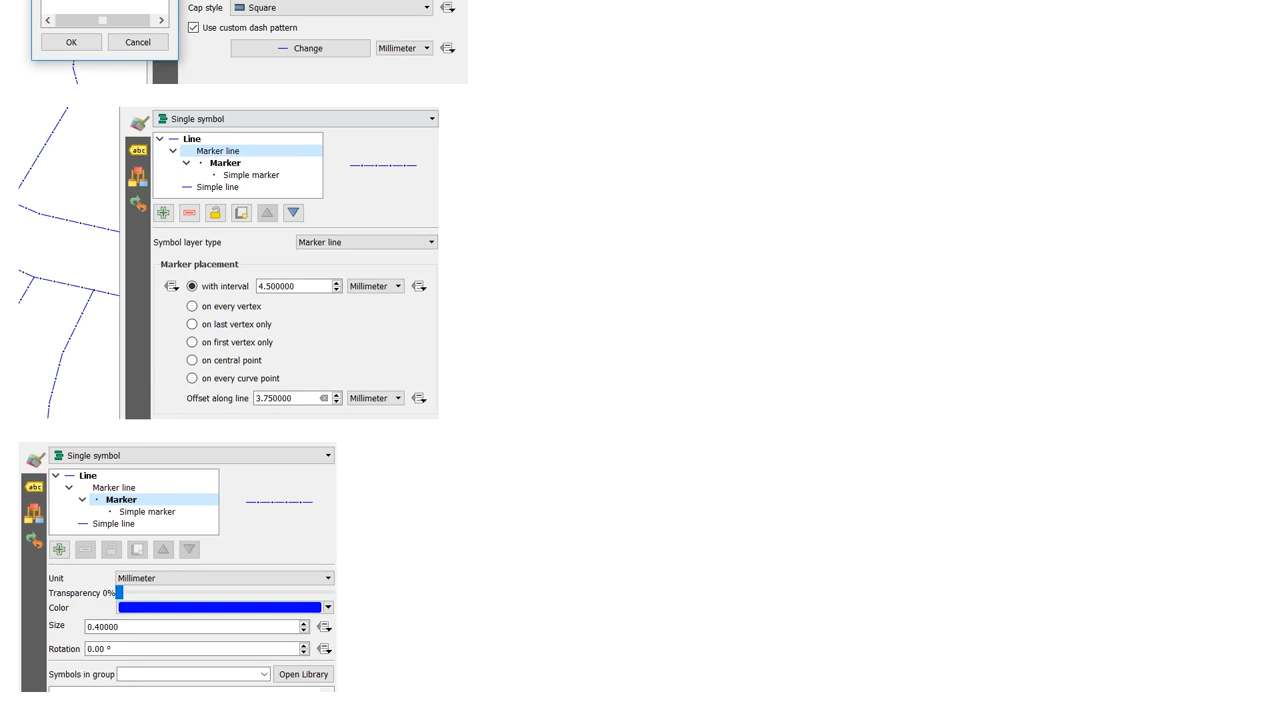 Cap style Square
Use custom dash pattern
OK Cancel Change Millimeter
Single symbol
Line
abc Marker line
Marker
Simple marker
Simple line
Symbol layer type Marker line
Marker placement
with interval 4.500000 Millimeter
on every vertex
on last vertex only
on first vertex only
on central point
on every curve point
Offset along line 3.750000 Millimeter
Single symbol
Line
abc Marker line
Marker
Simple marker
Simple line
Unit Millimeter
Transparency 0%
Color
Size 0.40000
Rotation 0.00 °
Symbols in group Open Library